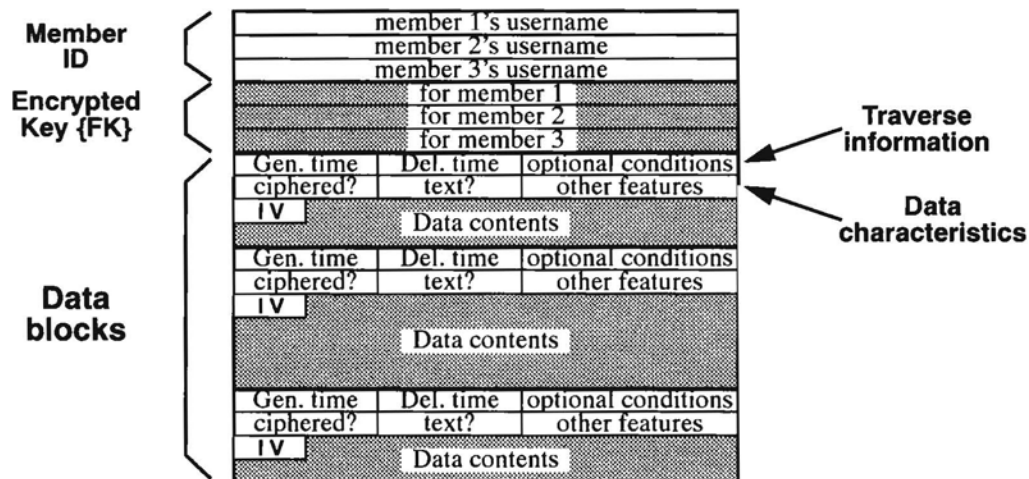 Member
ID
member 1's username
member 2's username
member 3's username
Encrypted
Key {FK}
for member 1
for member 2
for member 3
Traverse
information
Gen. time Del. time optional conditions
ciphered? text? other features
IV
Data contents
Data
characteristics
Data
blocks
Gen. time Del. time optional conditions
ciphered? text? other features
IV
Data contents
Gen. time Del. time optional conditions
ciphered? text? other features
IV
Data contents